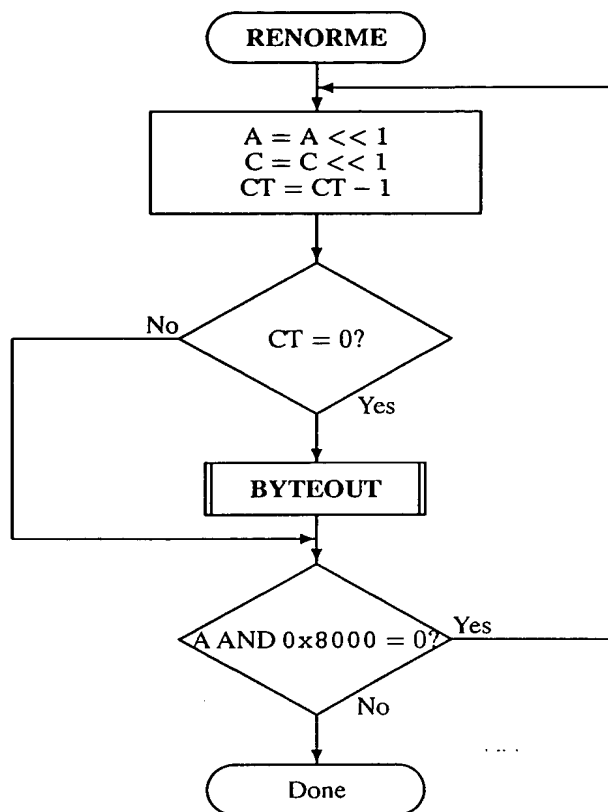 RENORME
A = A << 1
C = C << 1
CT = CT − 1
No
CT = 0?
Yes
BYTEOUT
A AND 0x8000 = 0?
Yes
No
Done